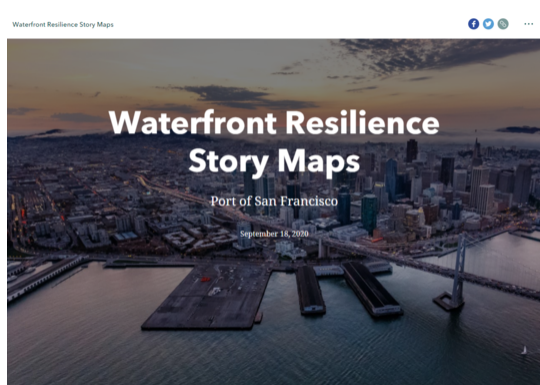 Waterfront Resilience Story Maps
Waterfront Resilience
Story Maps
Port of San Francisco
September 18, 2020